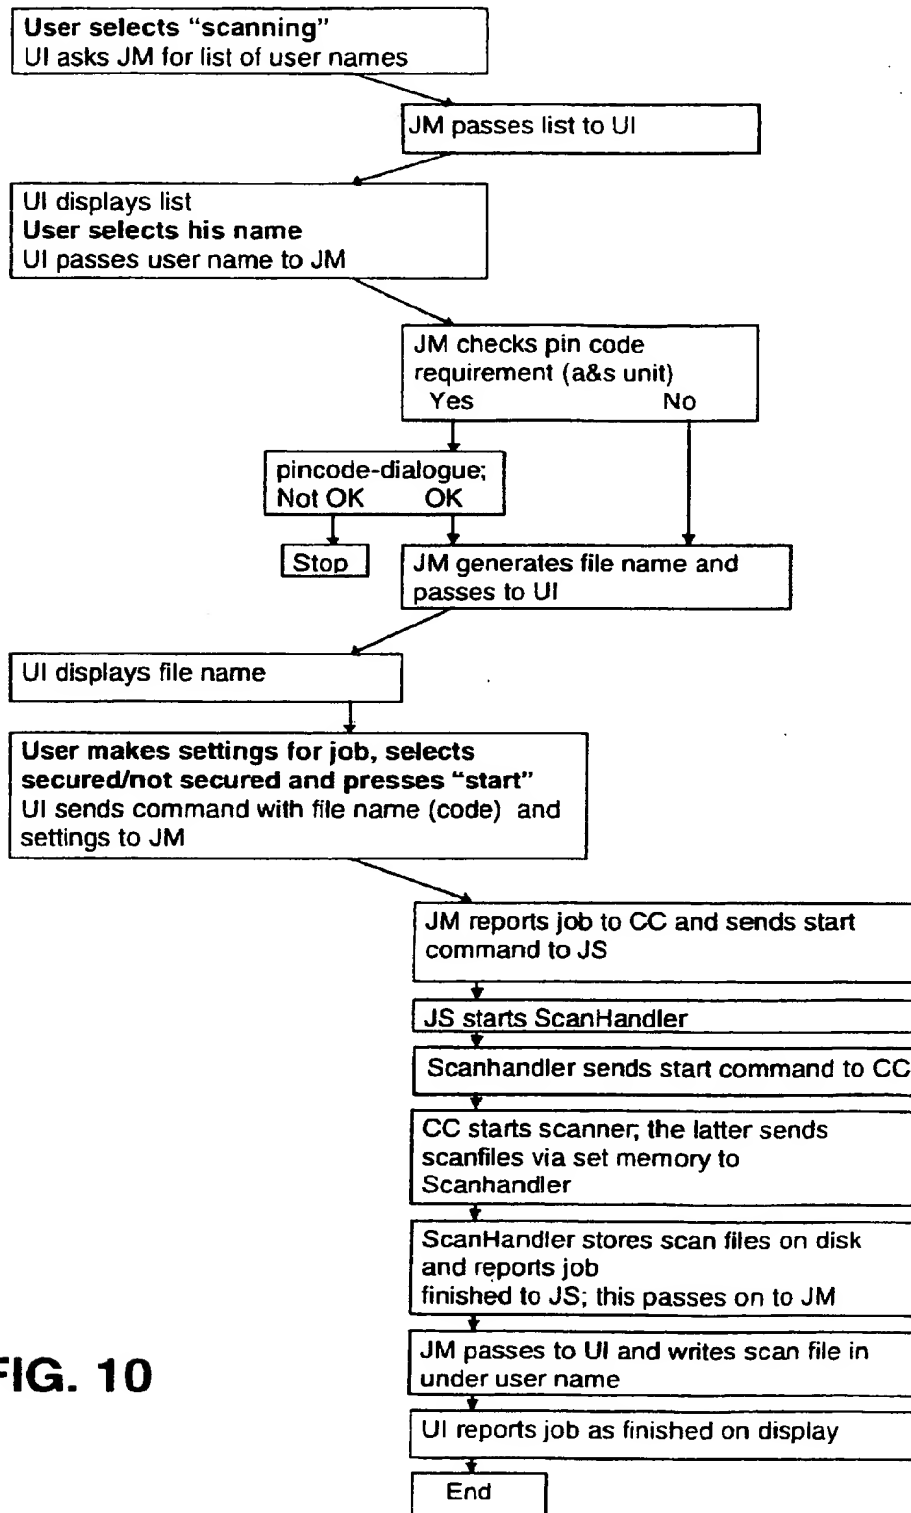 User selects “scanning”
UI asks JM for list of user names
JM passes list to UI
UI displays list
User selects his name
UI passes user name to JM
JM checks pin code
requirement (a&s unit)
Yes No
pincode-dialogue;
Not OK OK
Stop
JM generates file name and
passes to UI
UI displays file name
User makes settings for job, selects
secured/not secured and presses “start”
UI sends command with file name (code) and
settings to JM
JM reports job to CC and sends start
command to JS
JS starts ScanHandler
Scanhandler sends start command to CC
CC starts scanner; the latter sends
scanfiles via set memory to
Scanhandler
ScanHandler stores scan files on disk
and reports job
finished to JS; this passes on to JM
JM passes to UI and writes scan file in
under user name
UI reports job as finished on display
End
FIG. 10